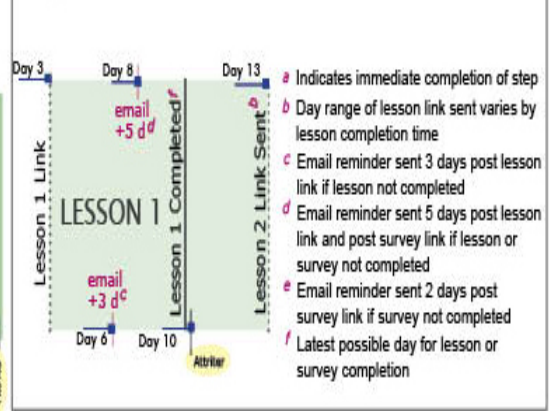 Day 3
Day 8
Day 13
email
+5 d d
Lesson 1 Link
LESSON 1
Lesson 1 Completed f
Lesson 2 Link Sent b
email
+3 d c
Day 6
Day 10
Attriter
a Indicates immediate completion of step
b Day range of lesson link sent varies by
lesson completion time
c Email reminder sent 3 days post lesson
link if lesson not completed
d Email reminder sent 5 days post lesson
link and post survey link if lesson or
survey not completed
e Email reminder sent 2 days post
survey link if survey not completed
f Latest possible day for lesson or
survey completion